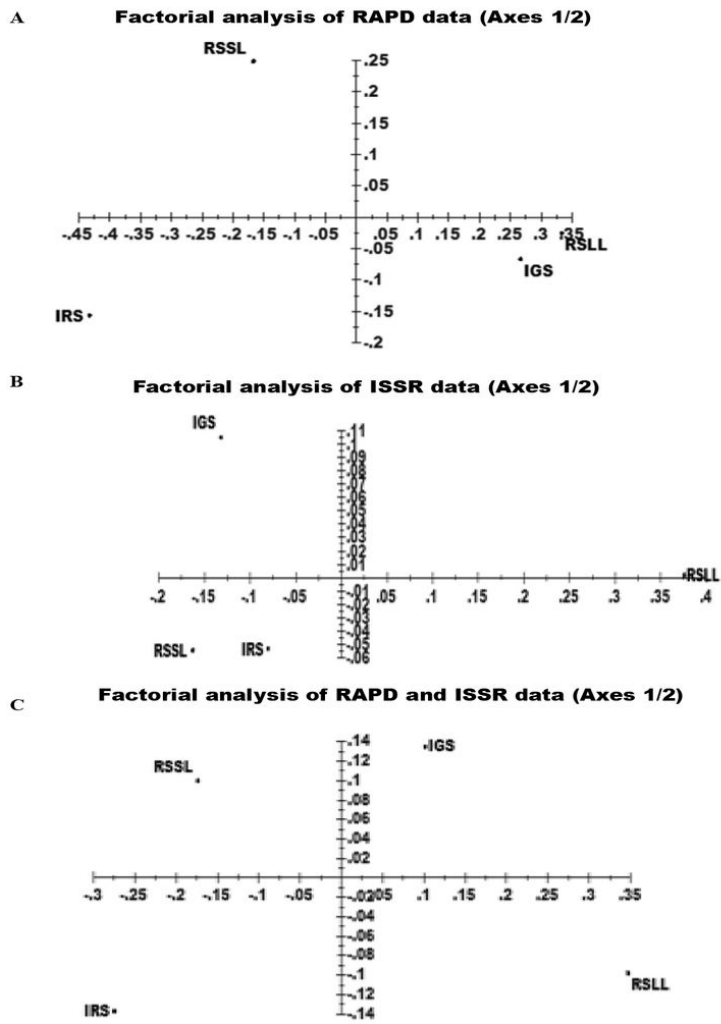 A
Factorial analysis of RAPD data (Axes 1/2)
RSSL
.25
.2
.15
.1
.05
-.45 -.4 -.35 -.3 -.25 -.2 -.15 -.1 -.05 .05 .1 .15 .2 .25 .3 .35
RSLL
-.05
IGS
-.1
IRS
-.15
-.2
B
Factorial analysis of ISSR data (Axes 1/2)
IGS
.11
.1
.09
.08
.07
.06
.05
.04
.03
.02
.01
RSLL
-.2 -.15 -.1 -.05 -.01 .05 .1 .15 .2 .25 .3 .35 .4
-.02
-.03
-.04
RSSL IRS -.05
-.06
C
Factorial analysis of RAPD and ISSR data (Axes 1/2)
.14 IGS
.12
RSSL
.1
.08
.06
.04
.02
-.3 -.25 -.2 -.15 -.1 -.05 -.02 .05 .1 .15 .2 .25 .3 .35
-.04
-.06
-.08
-.1
RSLL
-.12
IRS -.14